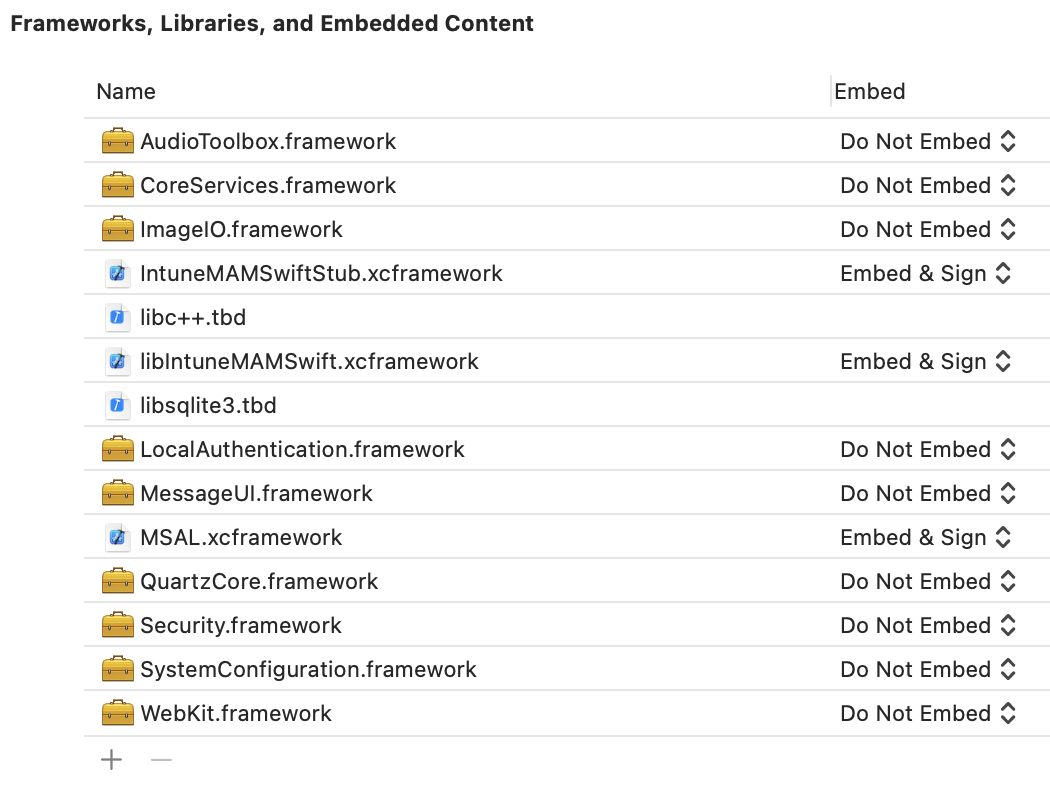 Frameworks, Libraries, and Embedded Content
Name Embed
AudioToolbox.framework Do Not Embed
CoreServices.framework Do Not Embed
ImageIO.framework Do Not Embed
IntuneMAMSwiftStub.xcframework Embed & Sign
libc++.tbd
libIntuneMAMSwift.xcframework Embed & Sign
libsqlite3.tbd
LocalAuthentication.framework Do Not Embed
MessageUI.framework Do Not Embed
MSAL.xcframework Embed & Sign
QuartzCore.framework Do Not Embed
Security.framework Do Not Embed
SystemConfiguration.framework Do Not Embed
WebKit.framework Do Not Embed